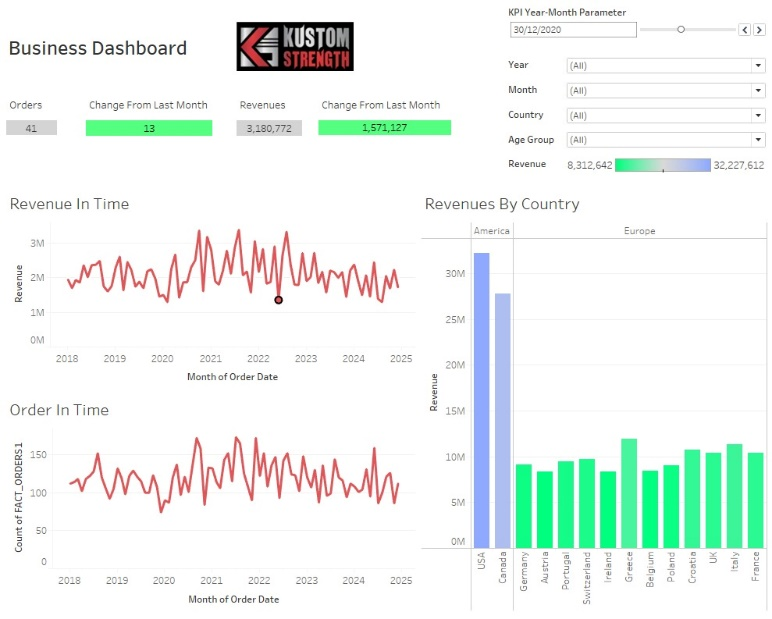 KPI Year-Month Parameter
30/12/2020
Business Dashboard
KUSTOM
STRENGTH
Year (All)
Month (All)
Country (All)
Age Group (All)
Revenue 8,312,642 32,227,612
Orders Change From Last Month Revenues Change From Last Month
41 13 3,180,772 1,571,127
Revenue In Time
3M
2M
1M
0M
Revenue
2018 2019 2020 2021 2022 2023 2024 2025
Month of Order Date
Order In Time
150
100
50
0
Count of FACT_ORDERS1
2018 2019 2020 2021 2022 2023 2024 2025
Month of Order Date
Revenues By Country
America Europe
30M
25M
20M
15M
10M
5M
0M
Revenue
USA
Canada
Germany
Austria
Portugal
Switzerland
Ireland
Greece
Belgium
Poland
Croatia
UK
Italy
France